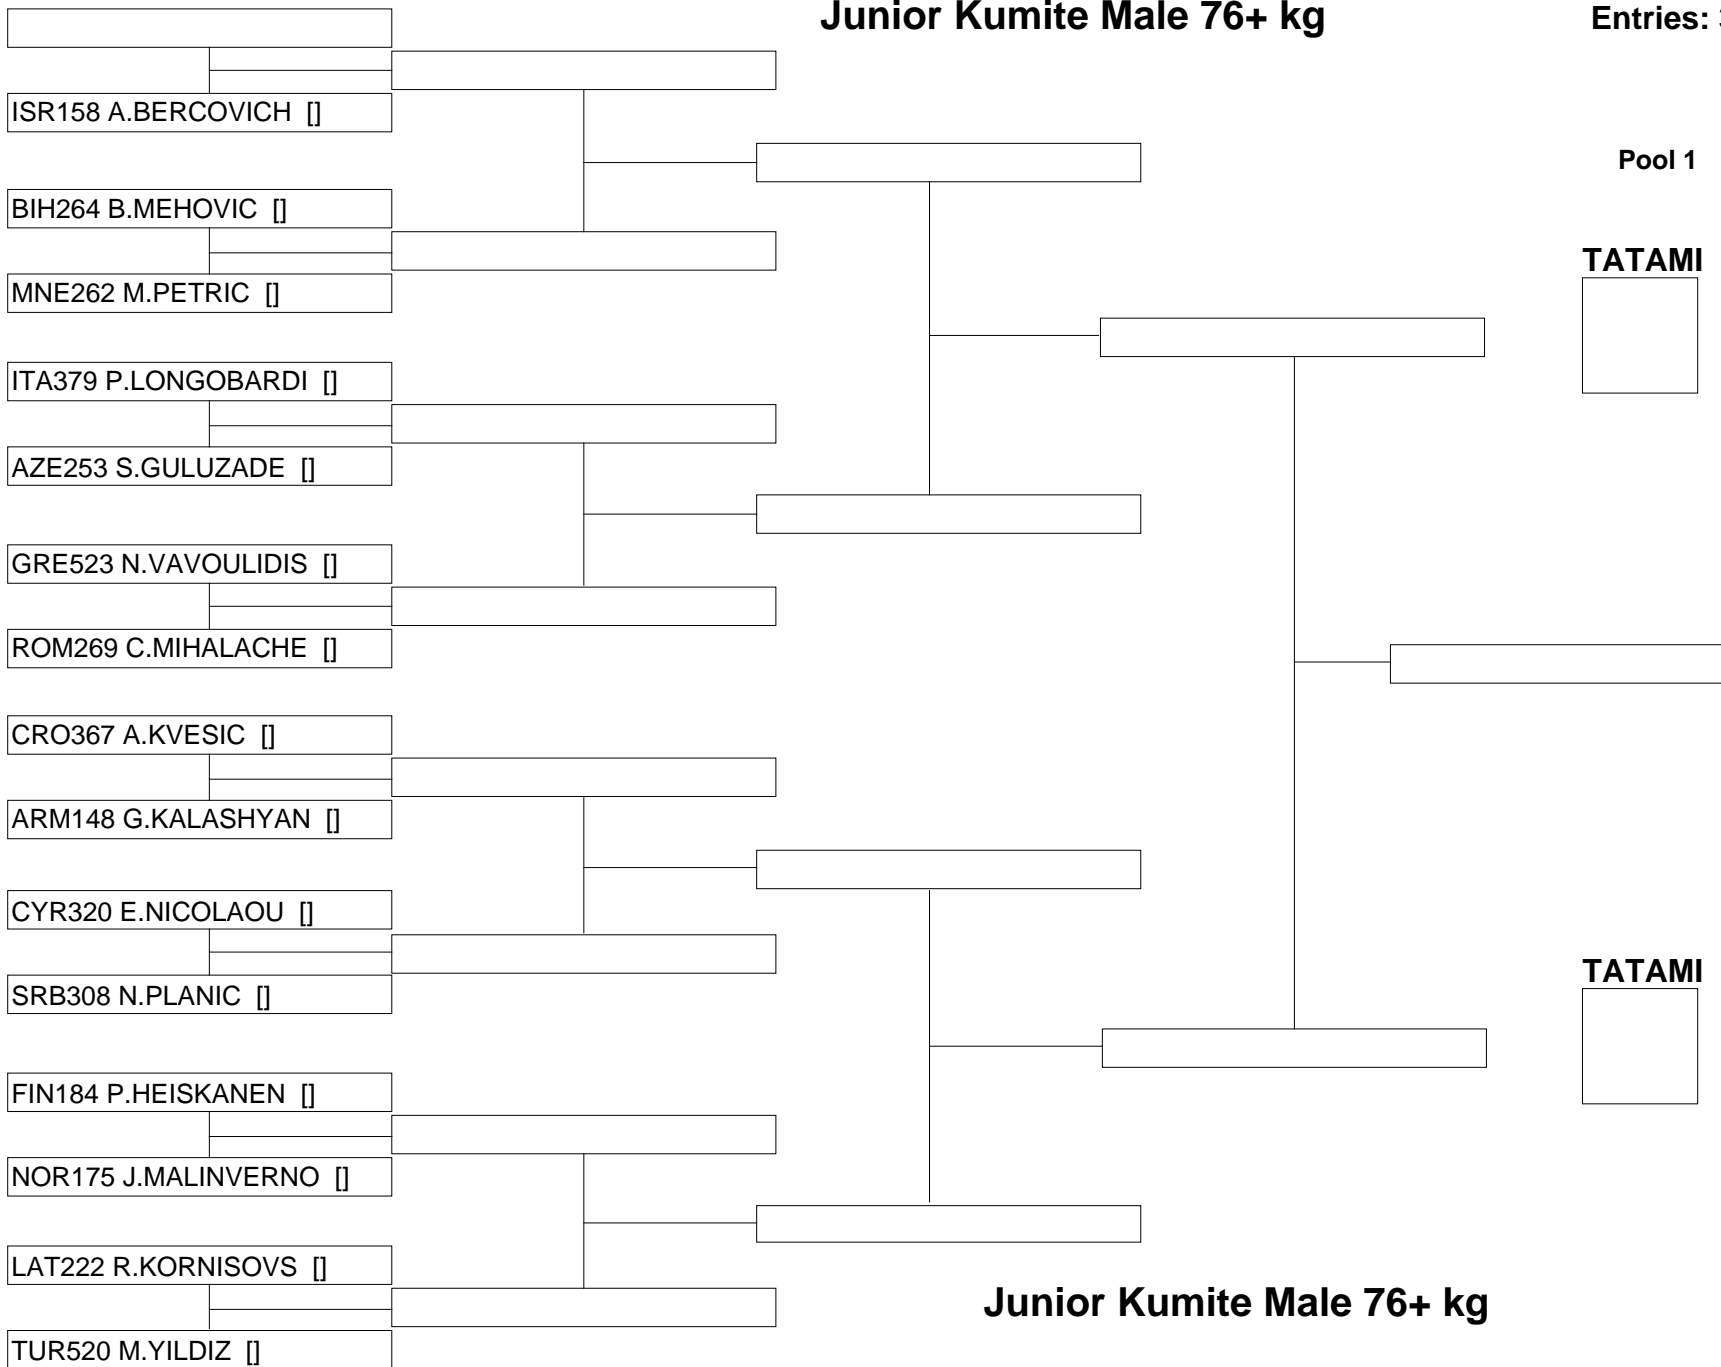 Junior Kumite Male 76+ kg
Entries:
ISR158 A.BERCOVICH []
Pool 1
BIH264 B.MEHOVIC []
TATAMI
MNE262 M.PETRIC []
ITA379 P.LONGOBARDI []
AZE253 S.GULUZADE []
GRE523 N.VAVOULIDIS []
ROM269 C.MIHALACHE []
CRO367 A.KVESIC []
ARM148 G.KALASHYAN []
CYR320 E.NICOLAOU []
TATAMI
SRB308 N.PLANIC []
FIN184 P.HEISKANEN []
NOR175 J.MALINVERNO []
LAT222 R.KORNISOVS []
Junior Kumite Male 76+ kg
TUR520 M.YILDIZ []